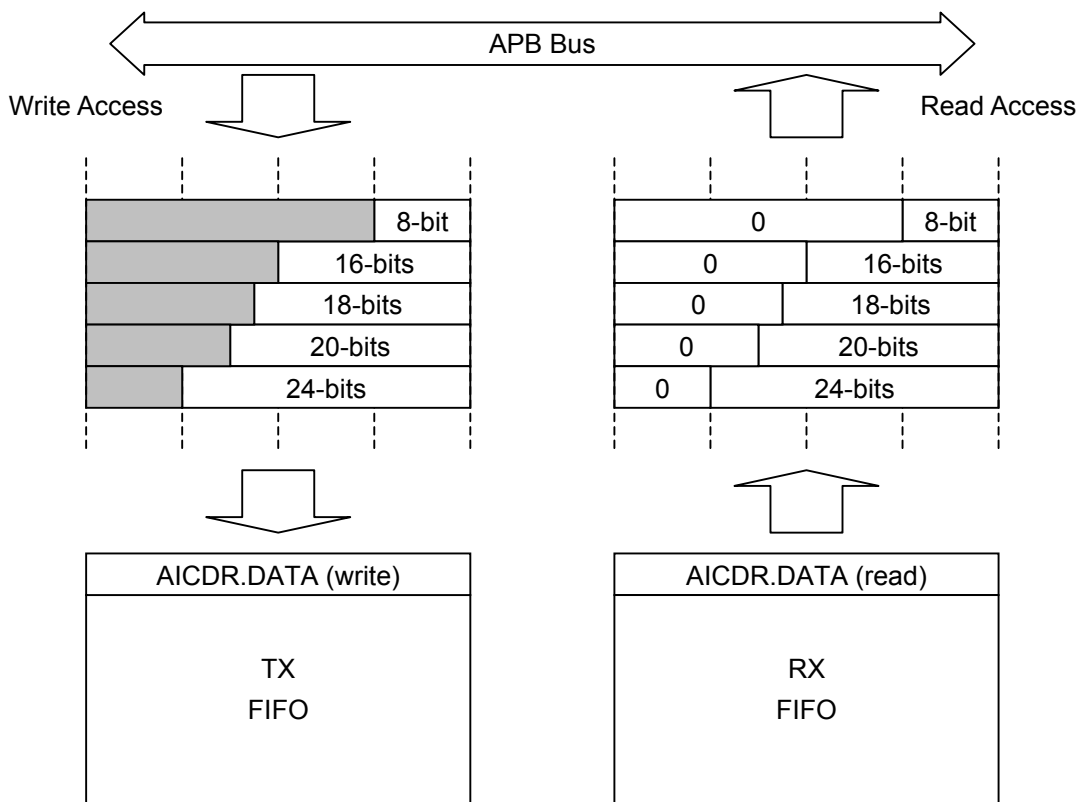 APB Bus
Write Access
Read Access
8-bit
16-bits
18-bits
20-bits
24-bits
0 8-bit
0 16-bits
0 18-bits
0 20-bits
0 24-bits
AICDR.DATA (write)
TX
FIFO
AICDR.DATA (read)
RX
FIFO